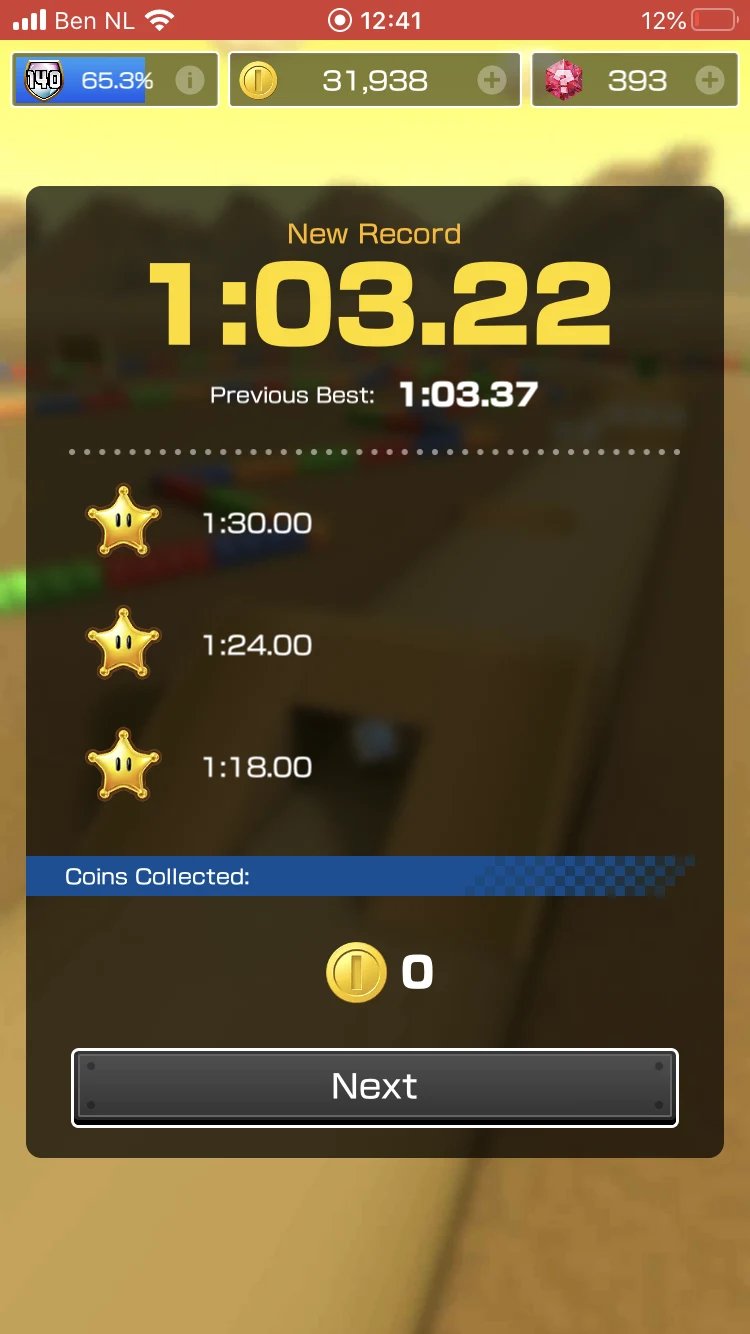 Ben NL 12:41 12%
140 65.3% i 31,938 + 393 +
New Record
1:03.22
Previous Best: 1:03.37
1:30.00
1:24.00
1:18.00
Coins Collected:
0
Next